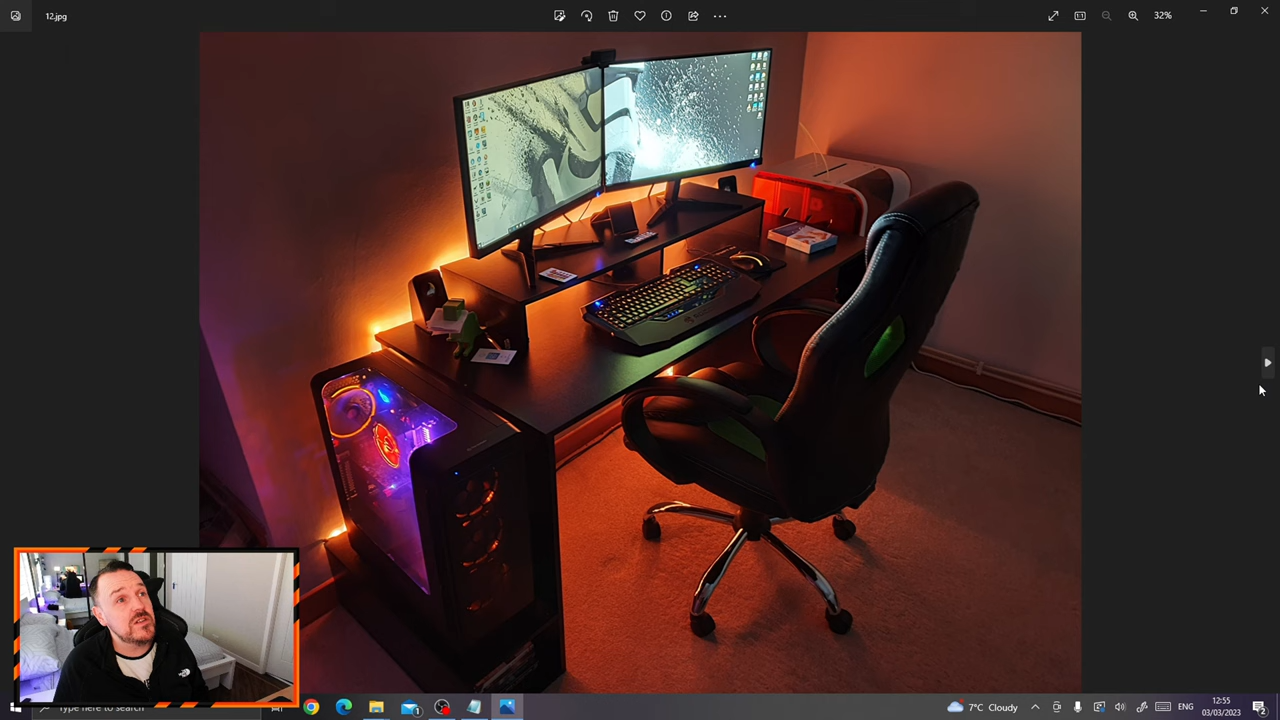 12.jpg
32%
Type here to search
7°C Cloudy
ENG
12:55
03/03/2023